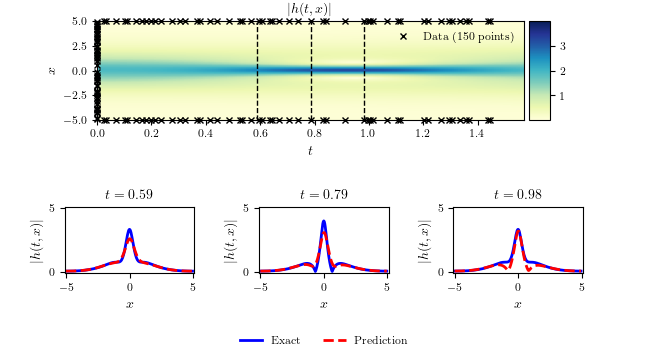 |h(t, x)|
x
5.0
2.5
0.0
−2.5
−5.0
Data (150 points)
3
2
1
0.0 0.2 0.4 0.6 0.8 1.0 1.2 1.4
t
t = 0.59 t = 0.79 t = 0.98
|h(t, x)| |h(t, x)| |h(t, x)|
5 5 5
0 0 0
−5 0 5 −5 0 5 −5 0 5
x x x
Exact Prediction